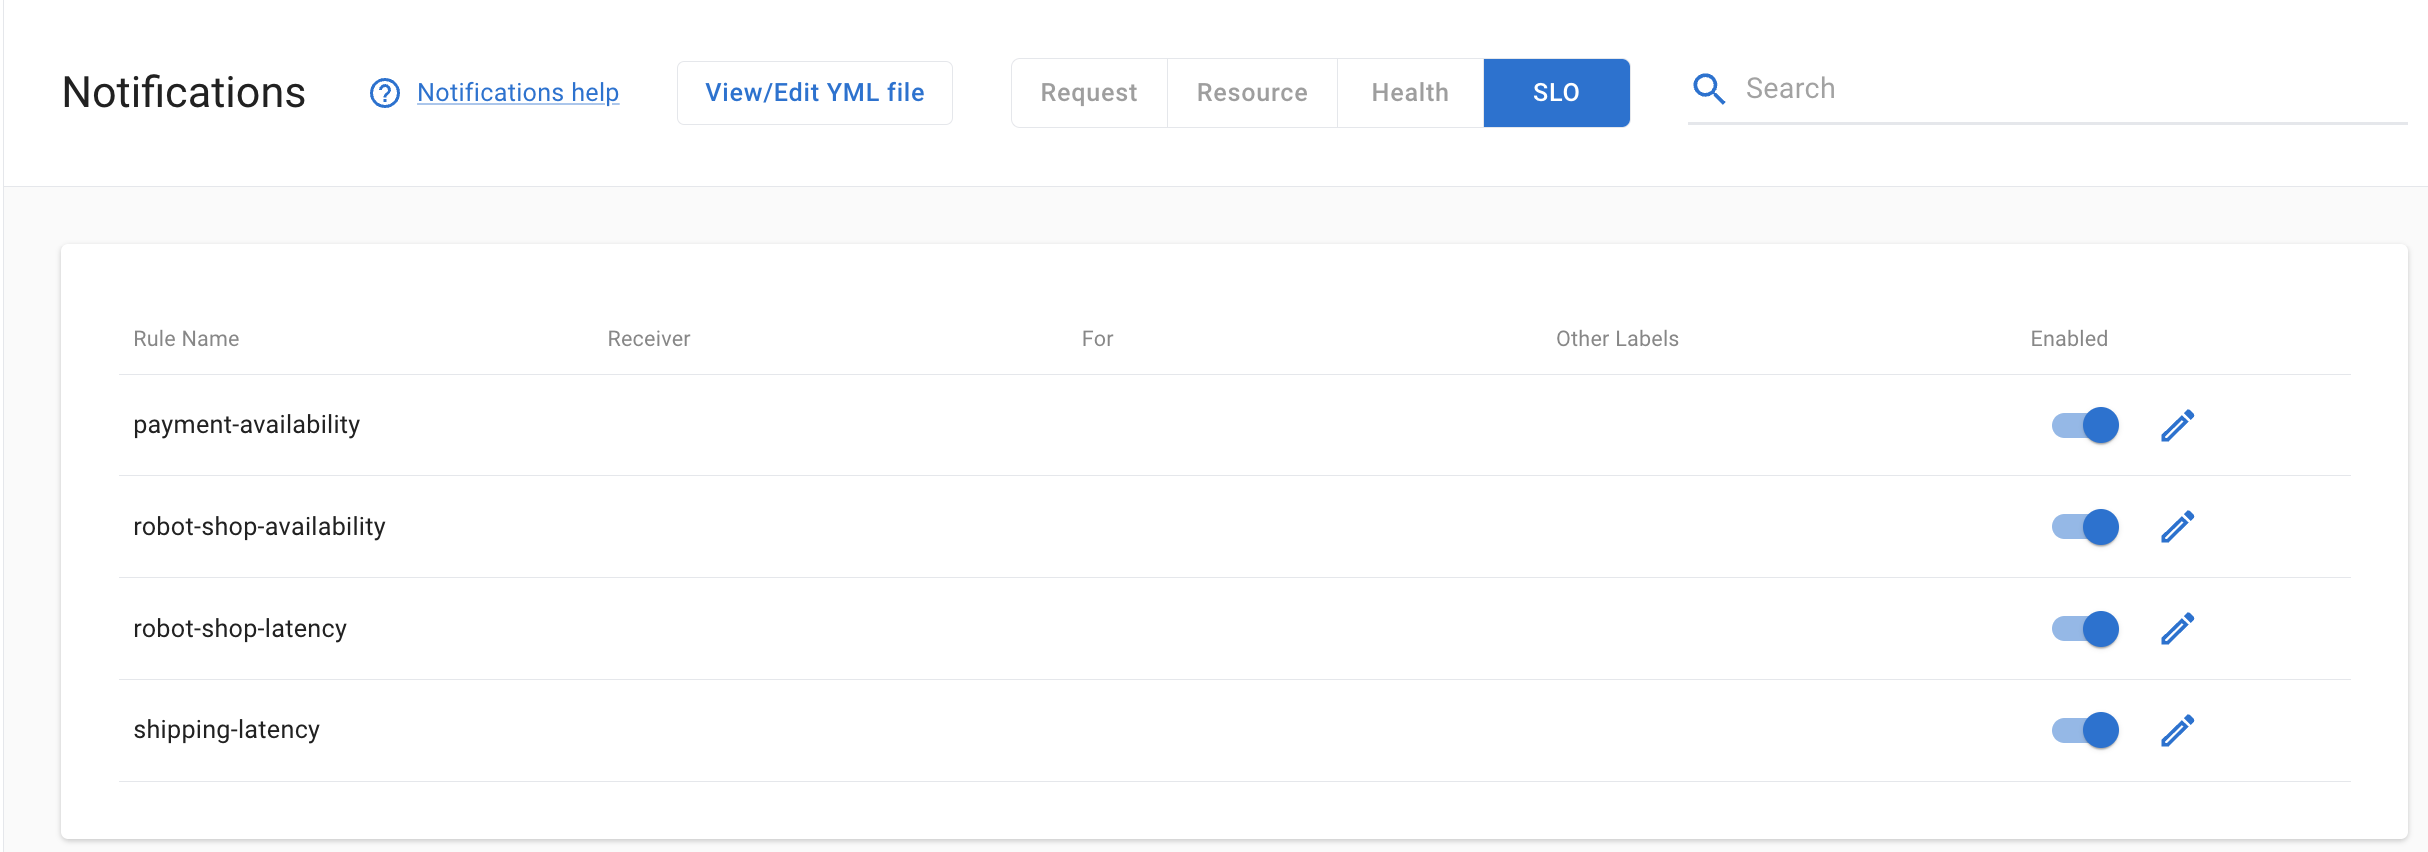 Notifications
Notifications help
View/Edit YML file
Request
Resource
Health
SLO
Search
Rule Name
Receiver
For
Other Labels
Enabled
payment-availability
robot-shop-availability
robot-shop-latency
shipping-latency